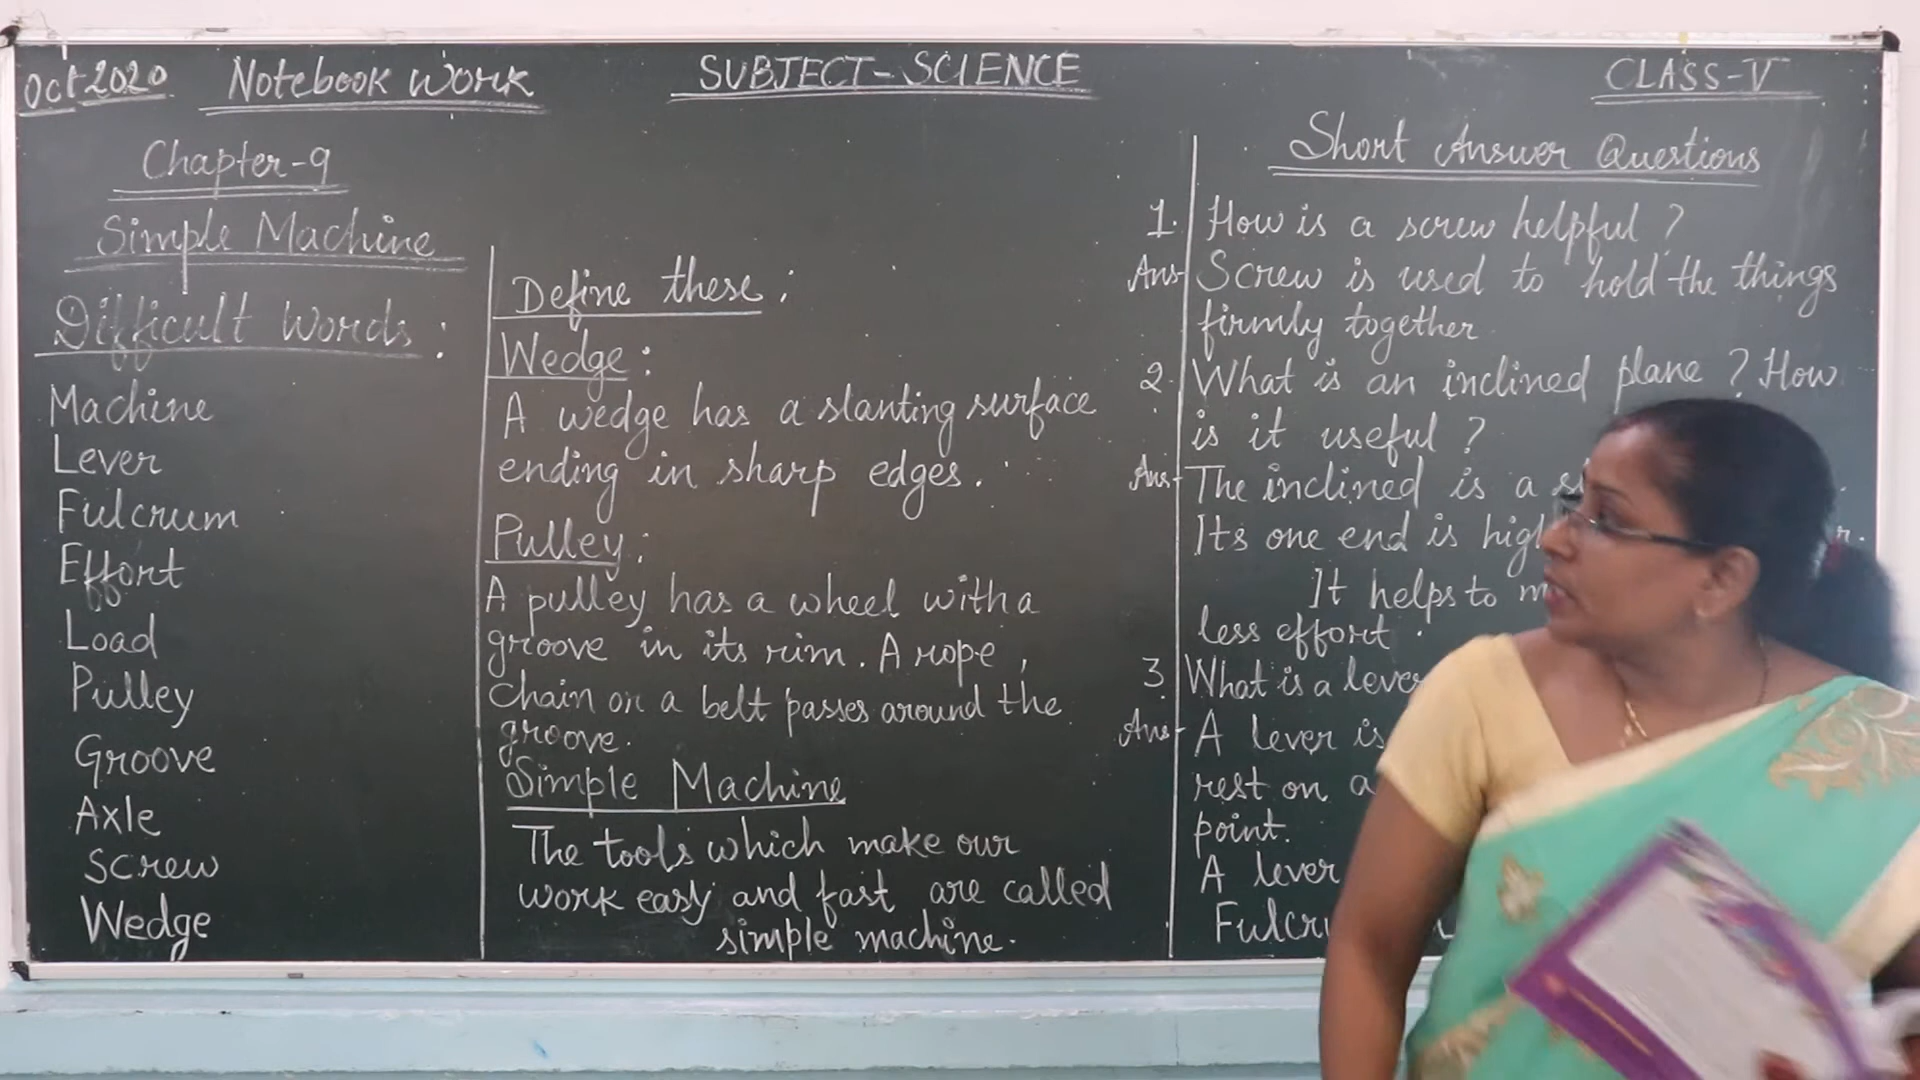 Oct 2020 Notebook Work SUBJECT-SCIENCE CLASS-V
Chapter-9
Simple Machine
Difficult Words:
Machine
Lever
Fulcrum
Effort
Load
Pulley
Groove
Axle
Screw
Wedge
Define these:
Wedge:
A wedge has a slanting surface
ending in sharp edges.
Pulley:
A pulley has a wheel with a
groove in its rim. A rope,
chain or a belt passes around the
groove.
Simple Machine
The tools which make our
work easy and fast are called
simple machine.
Short Answer Questions
1. How is a screw helpful?
Ans- Screw is used to hold the things
firmly together
2. What is an inclined plane? How
is it useful?
Ans- The inclined is a
Its one end is
It helps to
less effort.
3. What is a
Ans- A lever is
rest on
point.
A lever